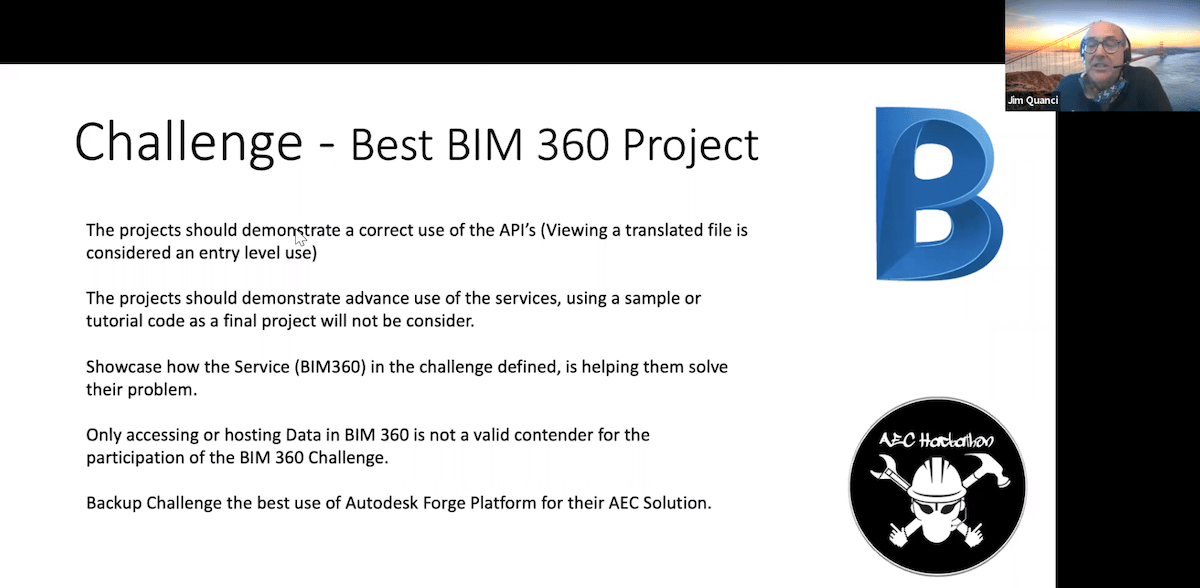 Jim Quanci
Challenge - Best BIM 360 Project
The projects should demonstrate a correct use of the API's (Viewing a translated file is
considered an entry level use)
The projects should demonstrate advance use of the services, using a sample or
tutorial code as a final project will not be consider.
Showcase how the Service (BIM360) in the challenge defined, is helping them solve
their problem.
Only accessing or hosting Data in BIM 360 is not a valid contender for the
participation of the BIM 360 Challenge.
Backup Challenge the best use of Autodesk Forge Platform for their AEC Solution.
B
AEC Hackathon